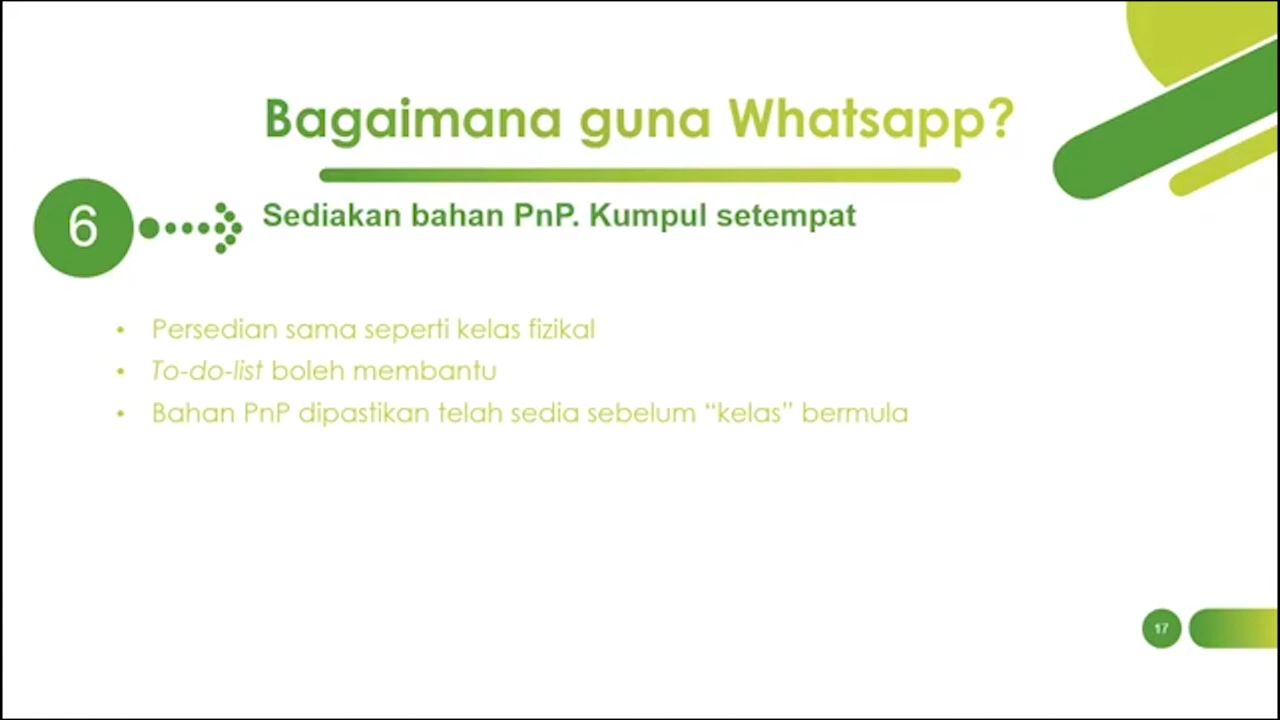 Bagaimana guna Whatsapp?
6
Sediakan bahan PnP. Kumpul setempat
• Persedian sama seperti kelas fizikal
• To-do-list boleh membantu
• Bahan PnP dipastikan telah sedia sebelum “kelas” bermula
17